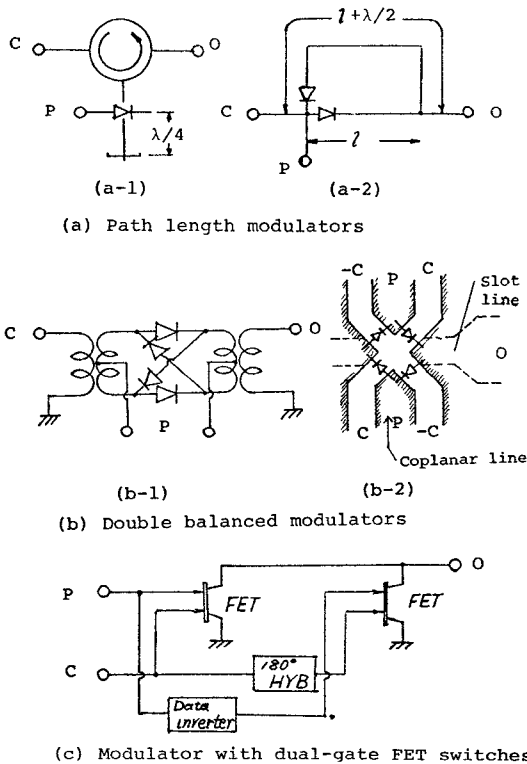 C
O
P
λ/4
(a-1)
l+λ/2
C
O
l
P
(a-2)
(a) Path length modulators
C
O
P
(b-1)
-C
P
C
Slot
line
O
C
P
-C
Coplanar line
(b-2)
(b) Double balanced modulators
P
FET
O
FET
C
180°
HYB
Data
inverter
(c) Modulator with dual-gate FET switches